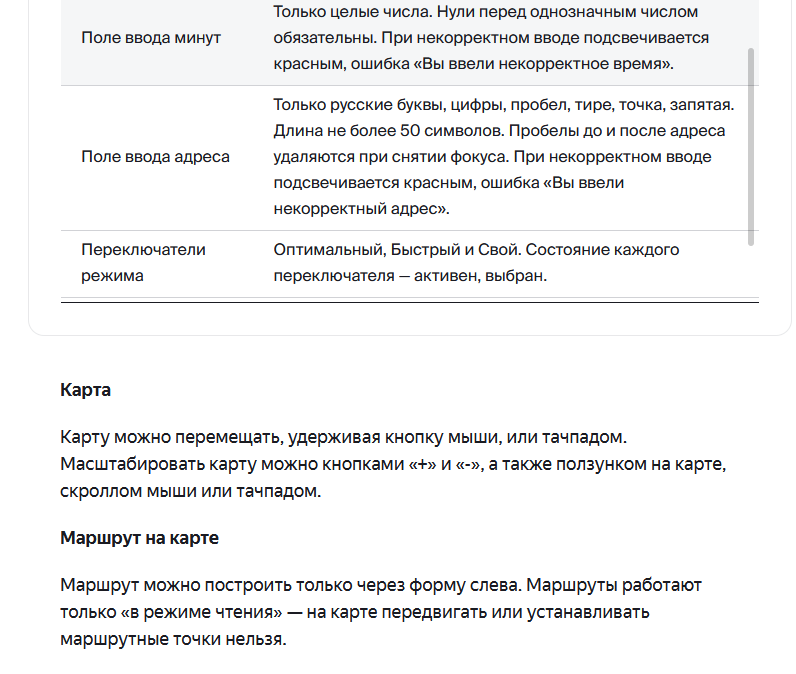 Только целые числа. Нули перед однозначным числом
Поле ввода минут
обязательны. При некорректном вводе подсвечивается
красным, ошибка «Вы ввели некорректное время».
Только русские буквы, цифры, пробел, тире, точка, запятая.
Длина не более 50 символов. Пробелы до и после адреса
Поле ввода адреса
удаляются при снятии фокуса. При некорректном вводе
подсвечивается красным, ошибка «Вы ввели
некорректный адрес».
Переключатели
режима
Оптимальный, Быстрый и Свой. Состояние каждого
переключателя — активен, выбран.
Карта
Карту можно перемещать, удерживая кнопку мыши, или тачпадом.
Масштабировать карту можно кнопками «+» и «-», а также ползунком на карте,
скроллом мыши или тачпадом.
Маршрут на карте
Маршрут можно построить только через форму слева. Маршруты работают
только «в режиме чтения» — на карте передвигать или устанавливать
маршрутные точки нельзя.